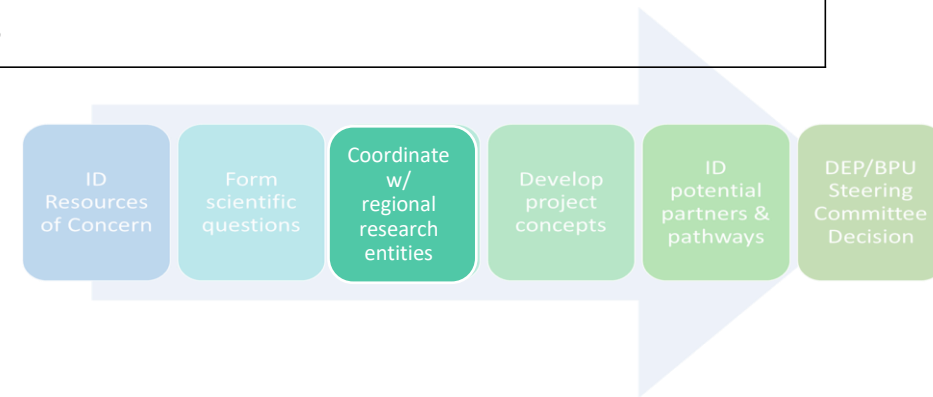 ID
Resources
of Concern
Form
scientific
questions
Coordinate
w/
regional
research
entities
Develop
project
concepts
ID
potential
partners &
pathways
DEP/BPU
Steering
Committee
Decision